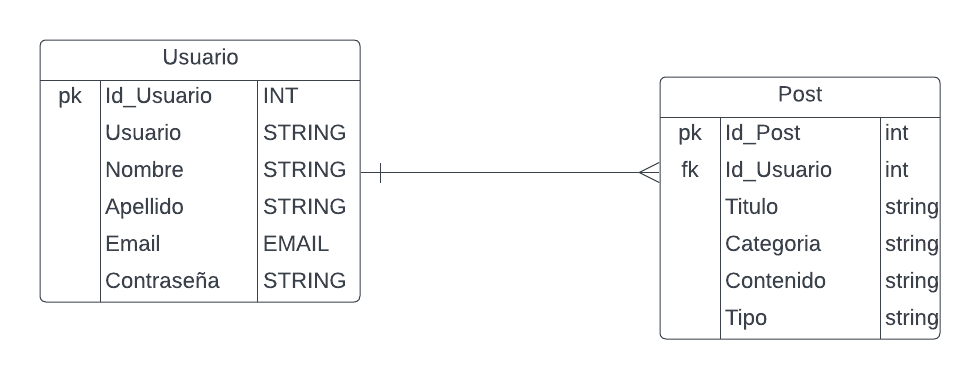 Usuario
pk Id_Usuario INT
Usuario STRING
Nombre STRING
Apellido STRING
Email EMAIL
Contraseña STRING
Post
pk Id_Post int
fk Id_Usuario int
Titulo string
Categoria string
Contenido string
Tipo string